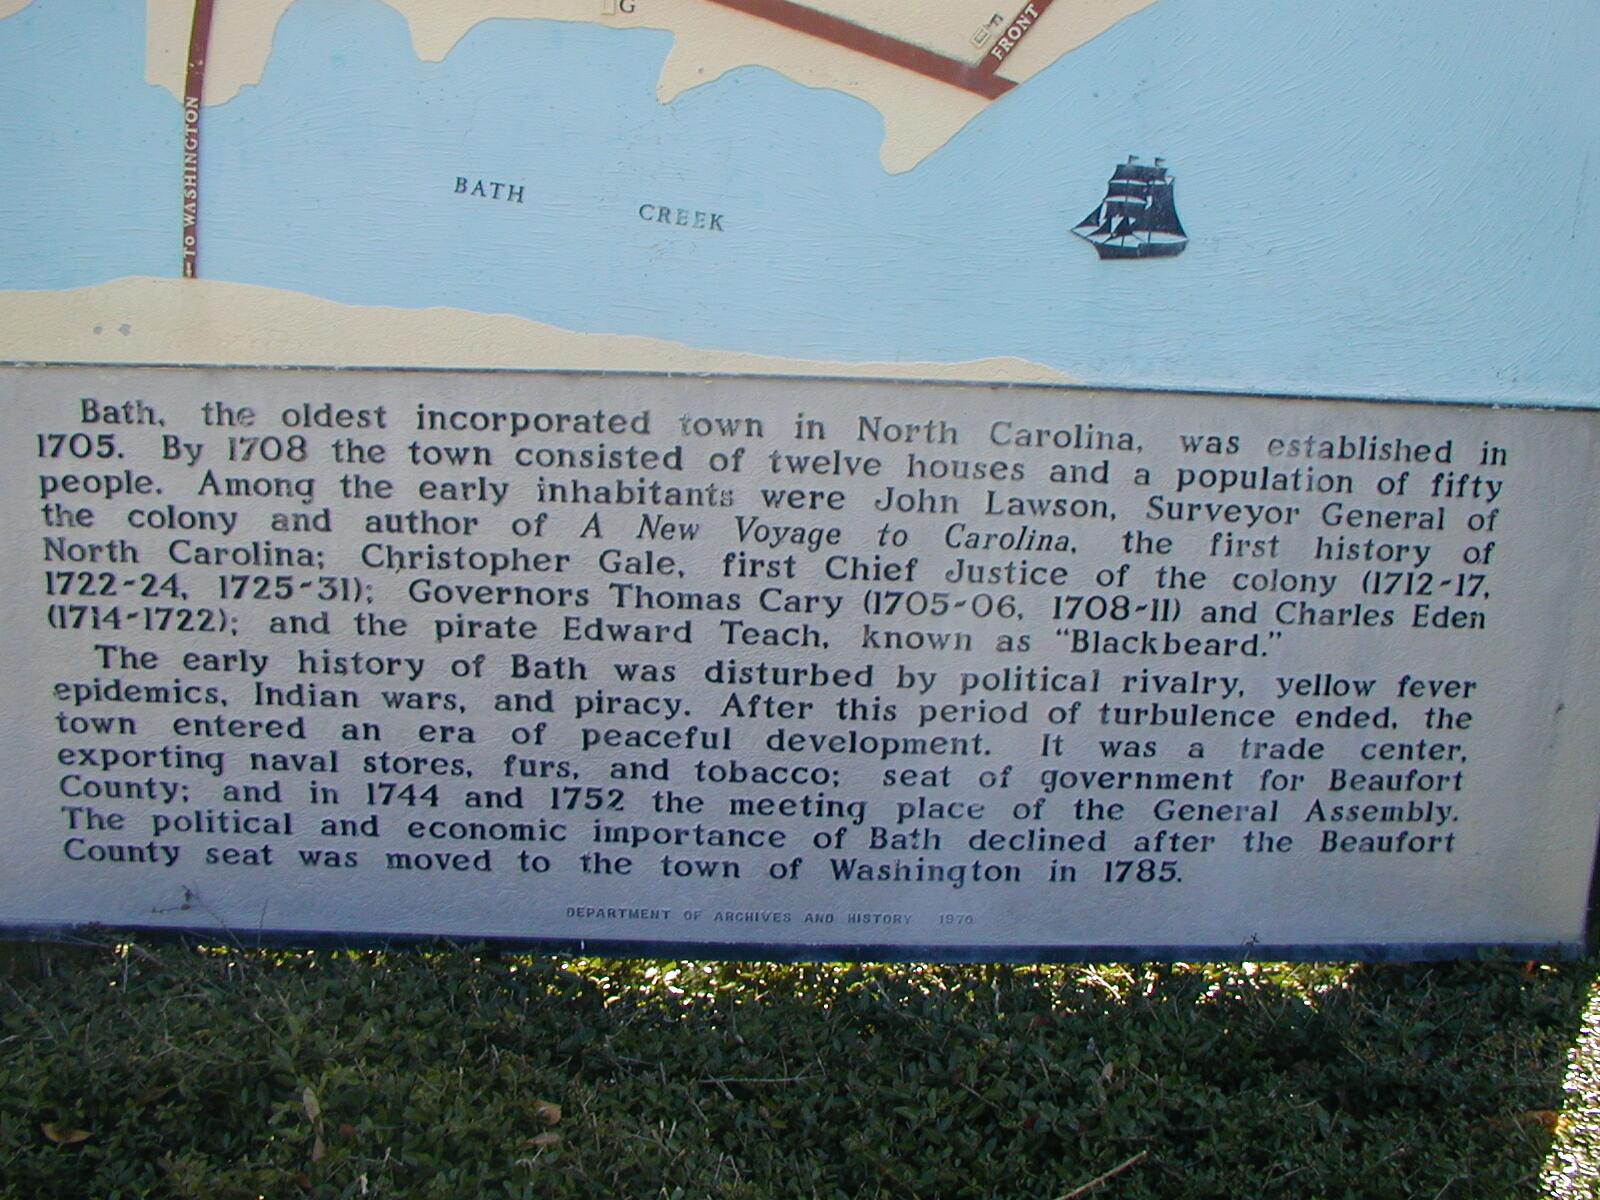 G
FRONT
← TO WASHINGTON
BATH CREEK
Bath, the oldest incorporated town in North Carolina, was established in
1705. By 1708 the town consisted of twelve houses and a population of fifty
people. Among the early inhabitants were John Lawson, Surveyor General of
the colony and author of A New Voyage to Carolina, the first history of
North Carolina; Christopher Gale, first Chief Justice of the colony (1712-17,
1722-24, 1725-31); Governors Thomas Cary (1705-06, 1708-11) and Charles Eden
(1714-1722); and the pirate Edward Teach, known as "Blackbeard."
The early history of Bath was disturbed by political rivalry, yellow fever
epidemics, Indian wars, and piracy. After this period of turbulence ended, the
town entered an era of peaceful development. It was a trade center,
exporting naval stores, furs, and tobacco; seat of government for Beaufort
County; and in 1744 and 1752 the meeting place of the General Assembly.
The political and economic importance of Bath declined after the Beaufort
County seat was moved to the town of Washington in 1785.
DEPARTMENT OF ARCHIVES AND HISTORY 1970